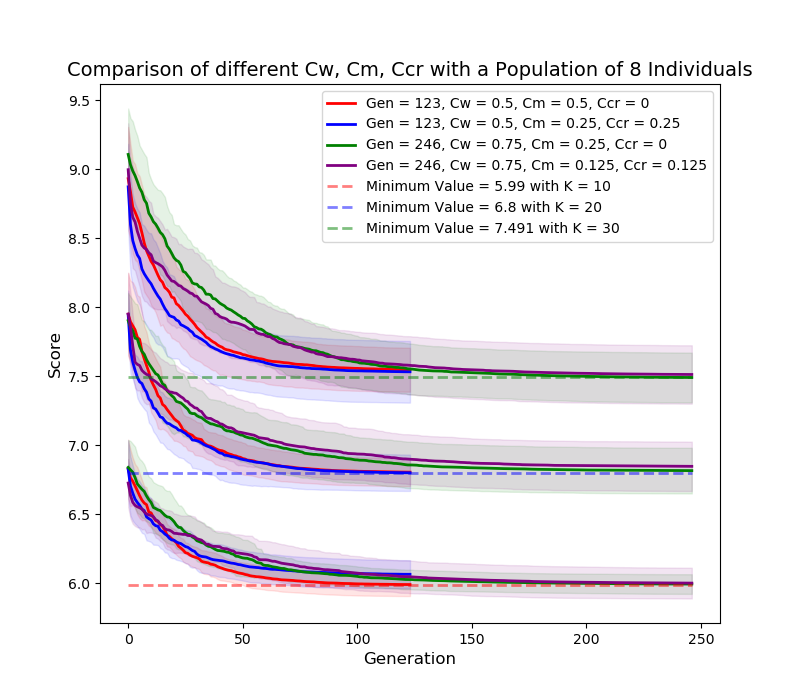 Comparison of different Cw, Cm, Ccr with a Population of 8 Individuals
Gen = 123, Cw = 0.5, Cm = 0.5, Ccr = 0
Gen = 123, Cw = 0.5, Cm = 0.25, Ccr = 0.25
Gen = 246, Cw = 0.75, Cm = 0.25, Ccr = 0
Gen = 246, Cw = 0.75, Cm = 0.125, Ccr = 0.125
Minimum Value = 5.99 with K = 10
Minimum Value = 6.8 with K = 20
Minimum Value = 7.491 with K = 30
Score
9.5
9.0
8.5
8.0
7.5
7.0
6.5
6.0
0 50 100 150 200 250
Generation